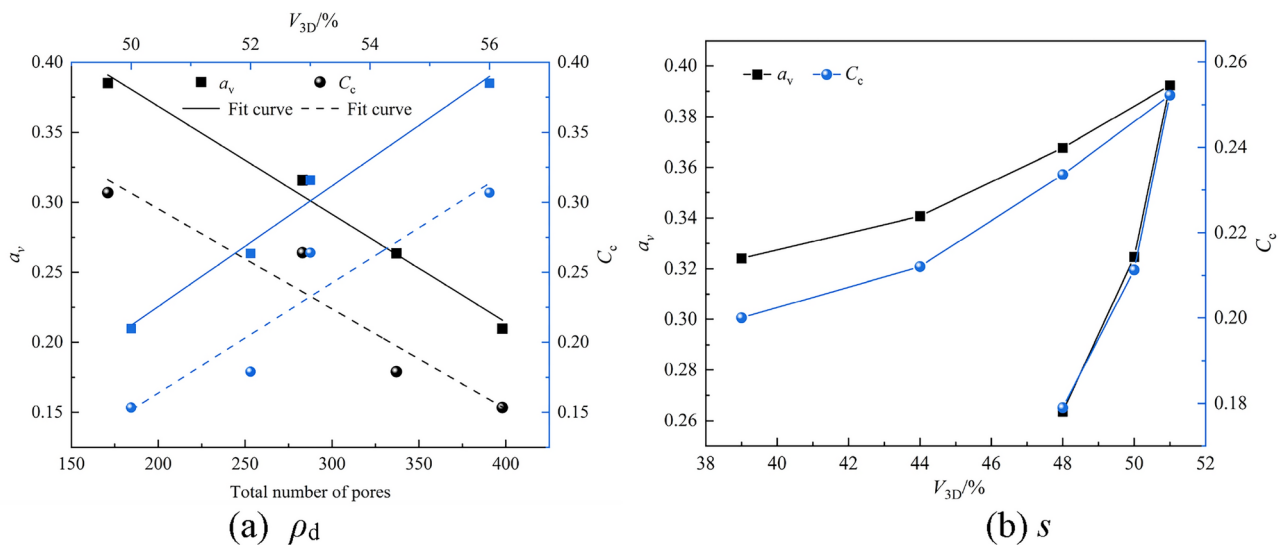 V3D/%
50 52 54 56
0.40
0.35
0.30
0.25
0.20
0.15
av
av Cc
Fit curve Fit curve
0.40
0.35
0.30
0.25
0.20
0.15
Cc
150 200 250 300 350 400
Total number of pores
(a) ρd
0.40
0.38
0.36
0.34
0.32
0.30
0.28
0.26
av
av Cc
0.26
0.24
0.22
0.20
0.18
Cc
38 40 42 44 46 48 50 52
V3D/%
(b) s